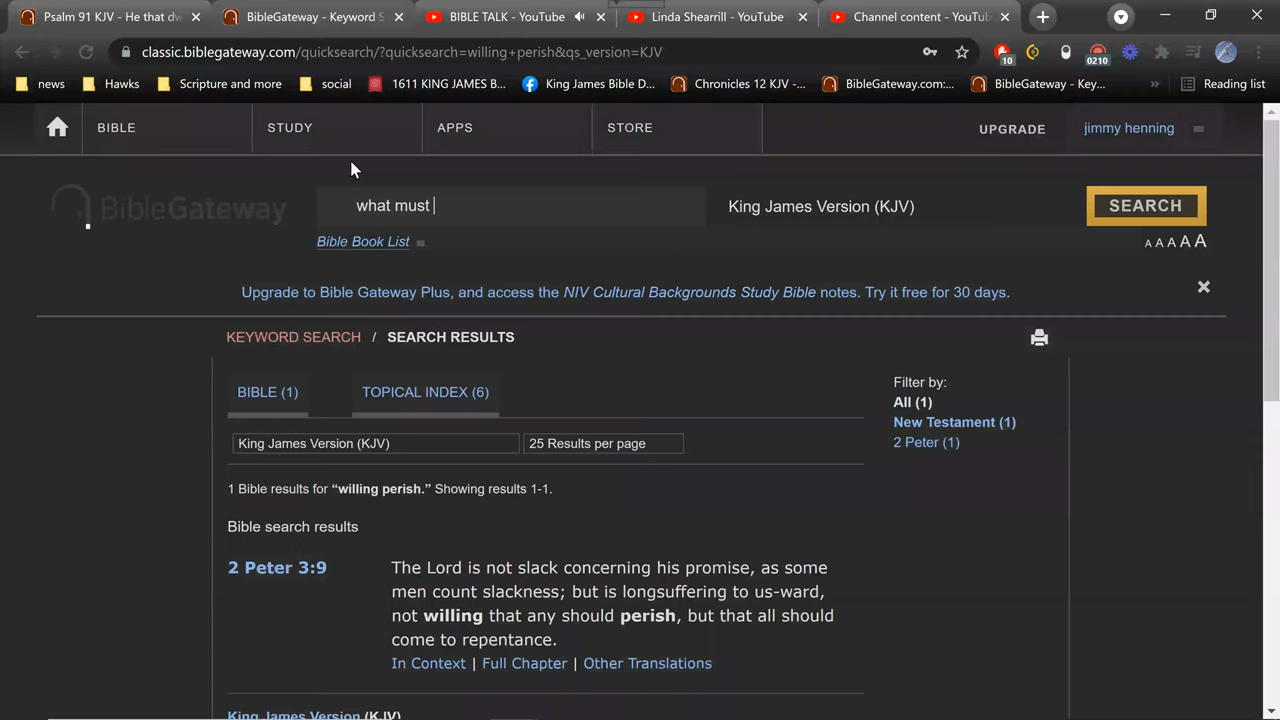 Psalm 91 KJV - He that dw
BibleGateway - Keyword S
BIBLE TALK - YouTube
Linda Shearrill - YouTube
Channel content - YouTub
classic.biblegateway.com/quicksearch/?quicksearch=willing+perish&qs_version=KJV
10
0210
news
Hawks
Scripture and more
social
1611 KING JAMES B...
King James Bible D...
Chronicles 12 KJV -...
BibleGateway.com:...
BibleGateway - Key...
»
Reading list
BIBLE
STUDY
APPS
STORE
UPGRADE
jimmy henning
BibleGateway
what must
King James Version (KJV)
SEARCH
Bible Book List
A A A A A
Upgrade to Bible Gateway Plus, and access the NIV Cultural Backgrounds Study Bible notes. Try it free for 30 days.
KEYWORD SEARCH / SEARCH RESULTS
BIBLE (1)
TOPICAL INDEX (6)
King James Version (KJV)
25 Results per page
Filter by:
All (1)
New Testament (1)
2 Peter (1)
1 Bible results for “willing perish.” Showing results 1-1.
Bible search results
2 Peter 3:9
The Lord is not slack concerning his promise, as some
men count slackness; but is longsuffering to us-ward,
not willing that any should perish, but that all should
come to repentance.
In Context | Full Chapter | Other Translations
King James Version (KJV)